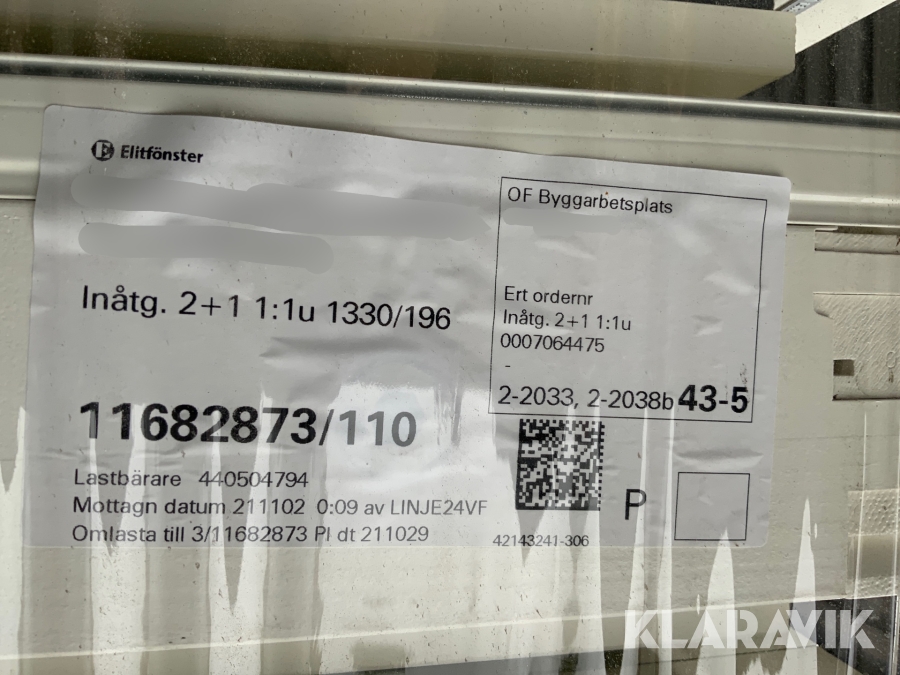 Elitfönster
OF Byggarbetsplats
Inåtg. 2+1 1:1u 1330/196
Ert ordernr
Inåtg. 2+1 1:1u
0007064475
-
2-2033, 2-2038b 43-5
11682873/110
Lastbärare 440504794
Mottagn datum 211102 0:09 av LINJE24VF
Omlasta till 3/11682873 Pl dt 211029
P
42143241-306
KLARAVIK